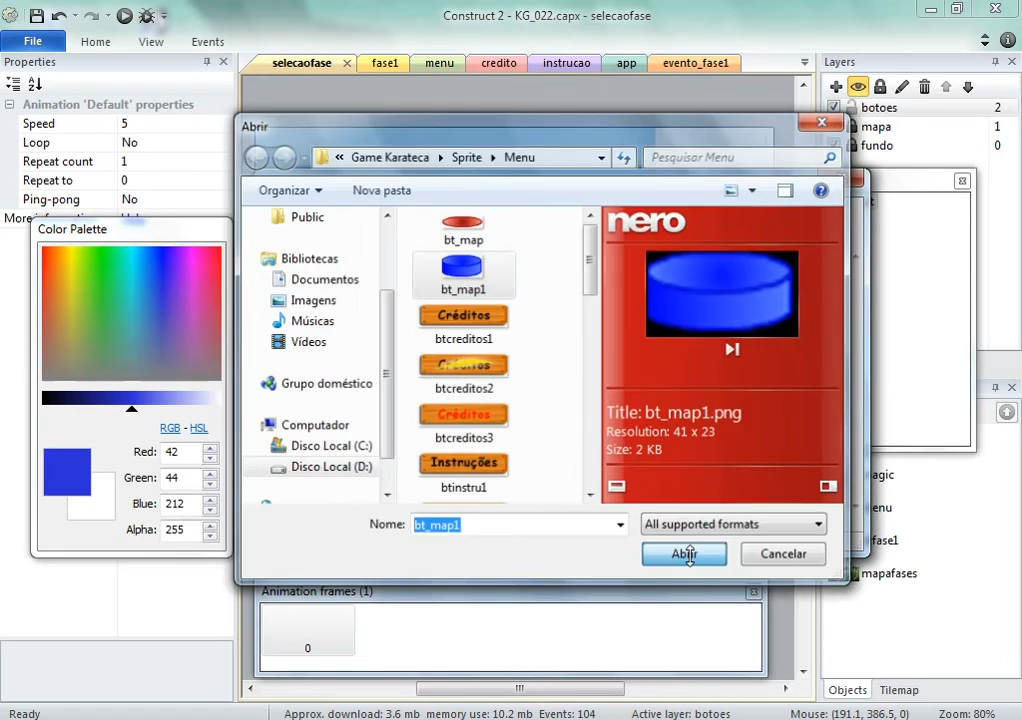 Construct 2 - KG_022.capx - selecaofase
File
Home
View
Events
Properties
Animation 'Default' properties
Speed 5
Loop No
Repeat count 1
Repeat to 0
Ping-pong No
Color Palette
RGB - HSL
Red: 42
Green: 44
Blue: 212
Alpha: 255
selecaofase
fase1
menu
credito
instrucao
app
evento_fase1
Abrir
« Game Karateca Sprite Menu
Pesquisar Menu
Organizar
Nova pasta
Public
Bibliotecas
Documentos
Imagens
Músicas
Vídeos
Grupo doméstico
Computador
Disco Local (C:)
Disco Local (D:)
bt_map
bt_map1
Créditos
btcreditos1
btcreditos2
Créditos
btcreditos3
Instruções
btinstru1
nero
Title: bt_map1.png
Resolution: 41 x 23
Size: 2 KB
Nome: bt_map1
All supported formats
Abrir
Cancelar
Animation frames (1)
0
Layers
botoes 2
mapa 1
fundo 0
fase1
mapafases
Objects
Tilemap
Ready
Approx. download: 3.6 mb memory use: 10.2 mb Events: 104
Active layer: botoes
Mouse: (191.1, 386.5, 0)
Zoom: 80%